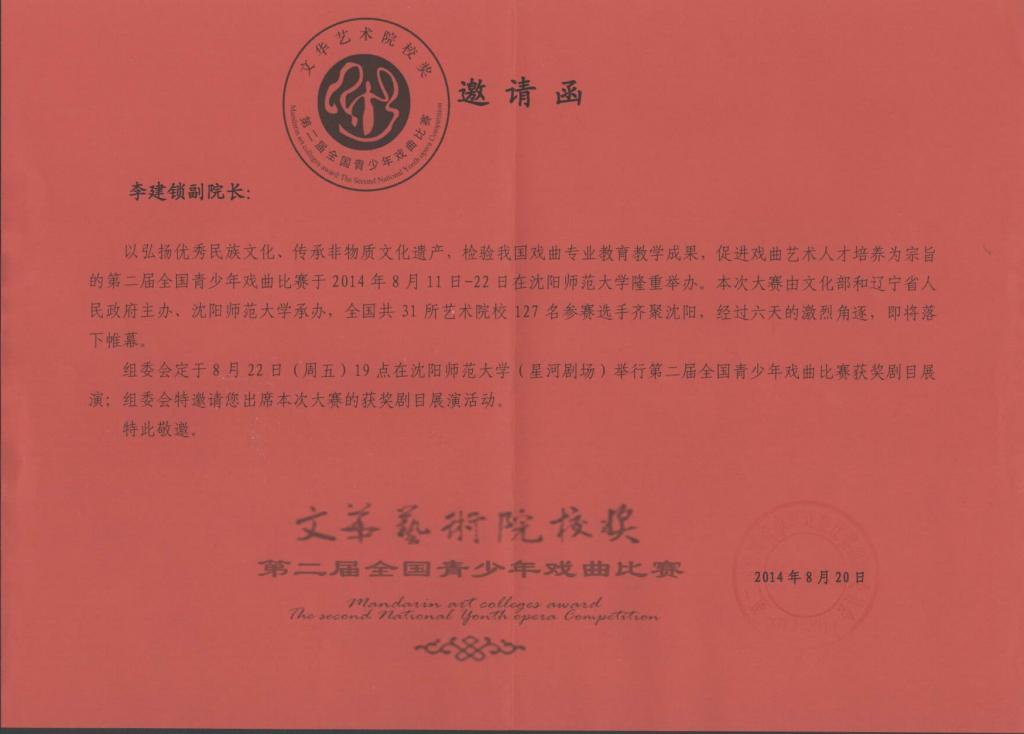 文华艺术院校奖
第二届全国青少年戏曲比赛
Mandarin art colleges award The Second National Youth opera Competition
邀请函
李建锁副院长：
以弘扬优秀民族文化、传承非物质文化遗产，检验我国戏曲专业教育教学成果，促进戏曲艺术人才培养为宗旨
的第二届全国青少年戏曲比赛于2014年8月11日-22日在沈阳师范大学隆重举办。本次大赛由文化部和辽宁省人
民政府主办、沈阳师范大学承办，全国共31所艺术院校127名参赛选手齐聚沈阳，经过六天的激烈角逐，即将落
下帷幕。
组委会定于8月22日（周五）19点在沈阳师范大学（星河剧场）举行第二届全国青少年戏曲比赛获奖剧目展
演；组委会特邀请您出席本次大赛的获奖剧目展演活动。
特此敬邀。
文华藝術院校奖
第二届全国青少年戏曲比赛
Mandarin art colleges award
The second National Youth opera Competition
2014年8月20日